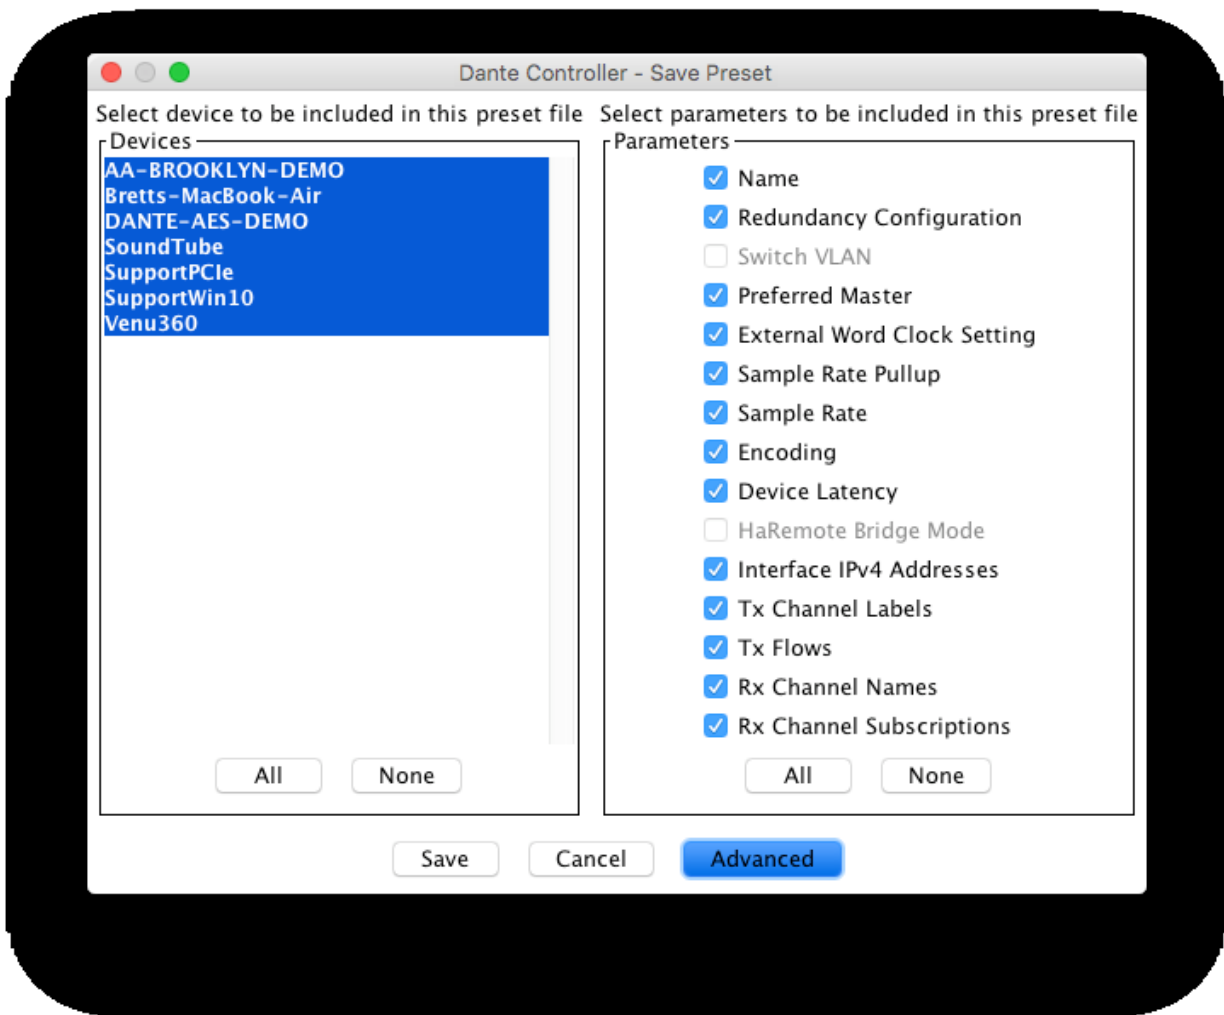 Dante Controller - Save Preset
Select device to be included in this preset file
Devices
AA-BROOKLYN-DEMO
Bretts-MacBook-Air
DANTE-AES-DEMO
SoundTube
SupportPCIe
SupportWin10
Venu360
All None
Select parameters to be included in this preset file
Parameters
Name
Redundancy Configuration
Switch VLAN
Preferred Master
External Word Clock Setting
Sample Rate Pullup
Sample Rate
Encoding
Device Latency
HaRemote Bridge Mode
Interface IPv4 Addresses
Tx Channel Labels
Tx Flows
Rx Channel Names
Rx Channel Subscriptions
All None
Save Cancel Advanced